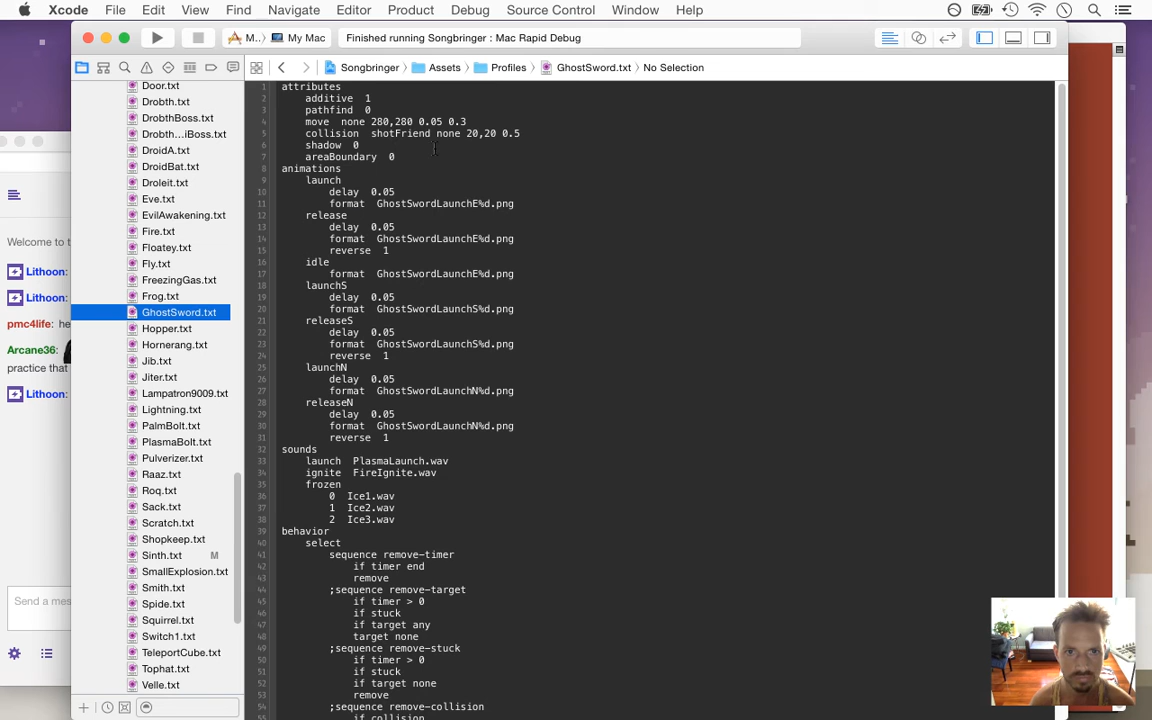 Xcode File Edit View Find Navigate Editor Product Debug Source Control Window Help
M.. My Mac Finished running Songbringer : Mac Rapid Debug
Songbringer Assets Profiles GhostSword.txt No Selection
Door.txt
Drobth.txt
DrobthBoss.txt
Drobth…iBoss.txt
DroidA.txt
DroidBat.txt
Droleit.txt
Eve.txt
EvilAwakening.txt
Fire.txt
Floatey.txt
Fly.txt
FreezingGas.txt
Frog.txt
GhostSword.txt
Hopper.txt
Hornerang.txt
Jib.txt
Jiter.txt
Lampatron9009.txt
Lightning.txt
PalmBolt.txt
PlasmaBolt.txt
Pulverizer.txt
Raaz.txt
Roq.txt
Sack.txt
Scratch.txt
Shopkeep.txt
Sinth.txt M
SmallExplosion.txt
Smith.txt
Spide.txt
Squirrel.txt
Switch1.txt
TeleportCube.txt
Tophat.txt
Velle.txt
1 attributes
2 additive 1
3 pathfind 0
4 move none 280,280 0.05 0.3
5 collision shotFriend none 20,20 0.5
6 shadow 0
7 areaBoundary 0
8 animations
9 launch
10 delay 0.05
11 format GhostSwordLaunchE%d.png
12 release
13 delay 0.05
14 format GhostSwordLaunchE%d.png
15 reverse 1
16 idle
17 format GhostSwordLaunchE%d.png
18 launchS
19 delay 0.05
20 format GhostSwordLaunchS%d.png
21 releaseS
22 delay 0.05
23 format GhostSwordLaunchS%d.png
24 reverse 1
25 launchN
26 delay 0.05
27 format GhostSwordLaunchN%d.png
28 releaseN
29 delay 0.05
30 format GhostSwordLaunchN%d.png
31 reverse 1
32 sounds
33 launch PlasmaLaunch.wav
34 ignite FireIgnite.wav
35 frozen
36 0 Ice1.wav
37 1 Ice2.wav
38 2 Ice3.wav
39 behavior
40 select
41 sequence remove-timer
42 if timer end
43 remove
44 ;sequence remove-target
45 if timer > 0
46 if stuck
47 if target any
48 target none
49 ;sequence remove-stuck
50 if timer > 0
51 if stuck
52 if target none
53 remove
54 ;sequence remove-collision
55 if collision
Welcome to t
Lithoon:
Lithoon:
pmc4life: he
Arcane36:
practice that
Lithoon:
Send a mes